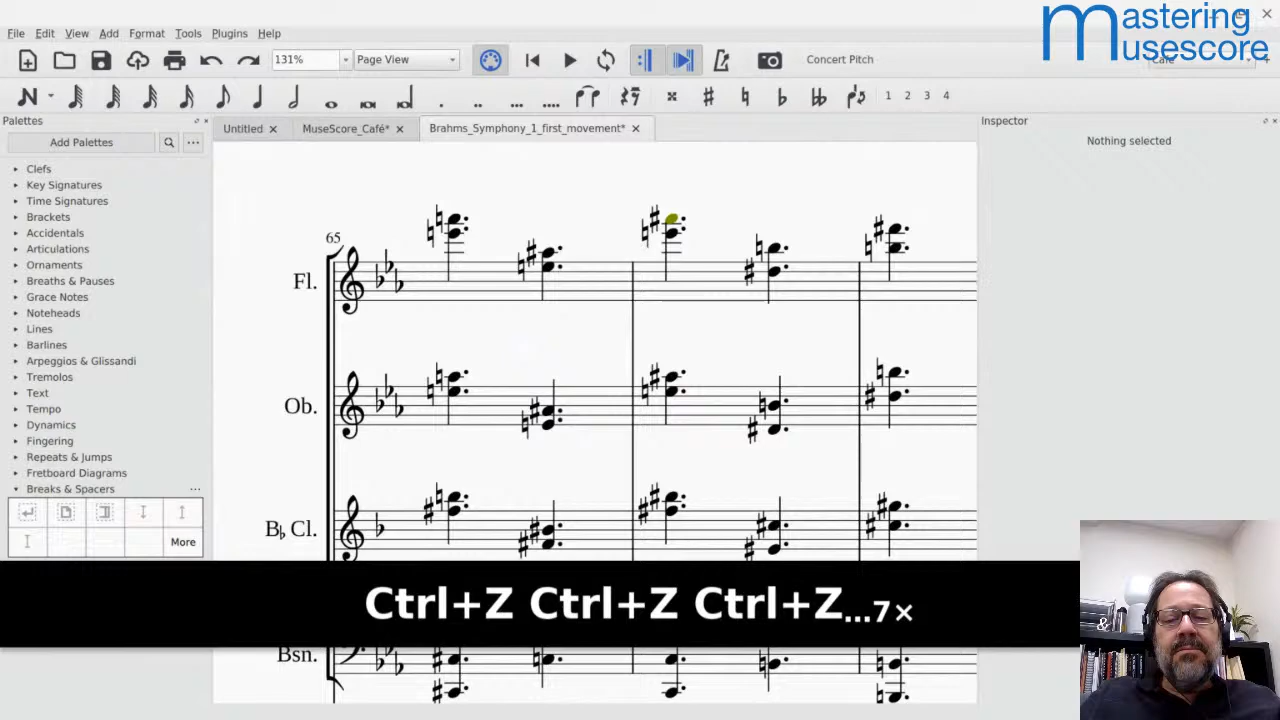 mastering
musescore
File Edit View Add Format Tools Plugins Help
131% Page View Concert Pitch
1 2 3 4
Palettes
Untitled MuseScore_Café* Brahms_Symphony_1_first_movement* Inspector
Add Palettes
Nothing selected
Clefs
Key Signatures
Time Signatures
Brackets
Accidentals
Articulations
Ornaments
Breaths & Pauses
Grace Notes
Noteheads
Lines
Barlines
Arpeggios & Glissandi
Tremolos
Text
Tempo
Dynamics
Fingering
Repeats & Jumps
Fretboard Diagrams
Breaks & Spacers
More
65
Fl.
Ob.
B♭ Cl.
Ctrl+Z Ctrl+Z Ctrl+Z...7×
&
Bsn.